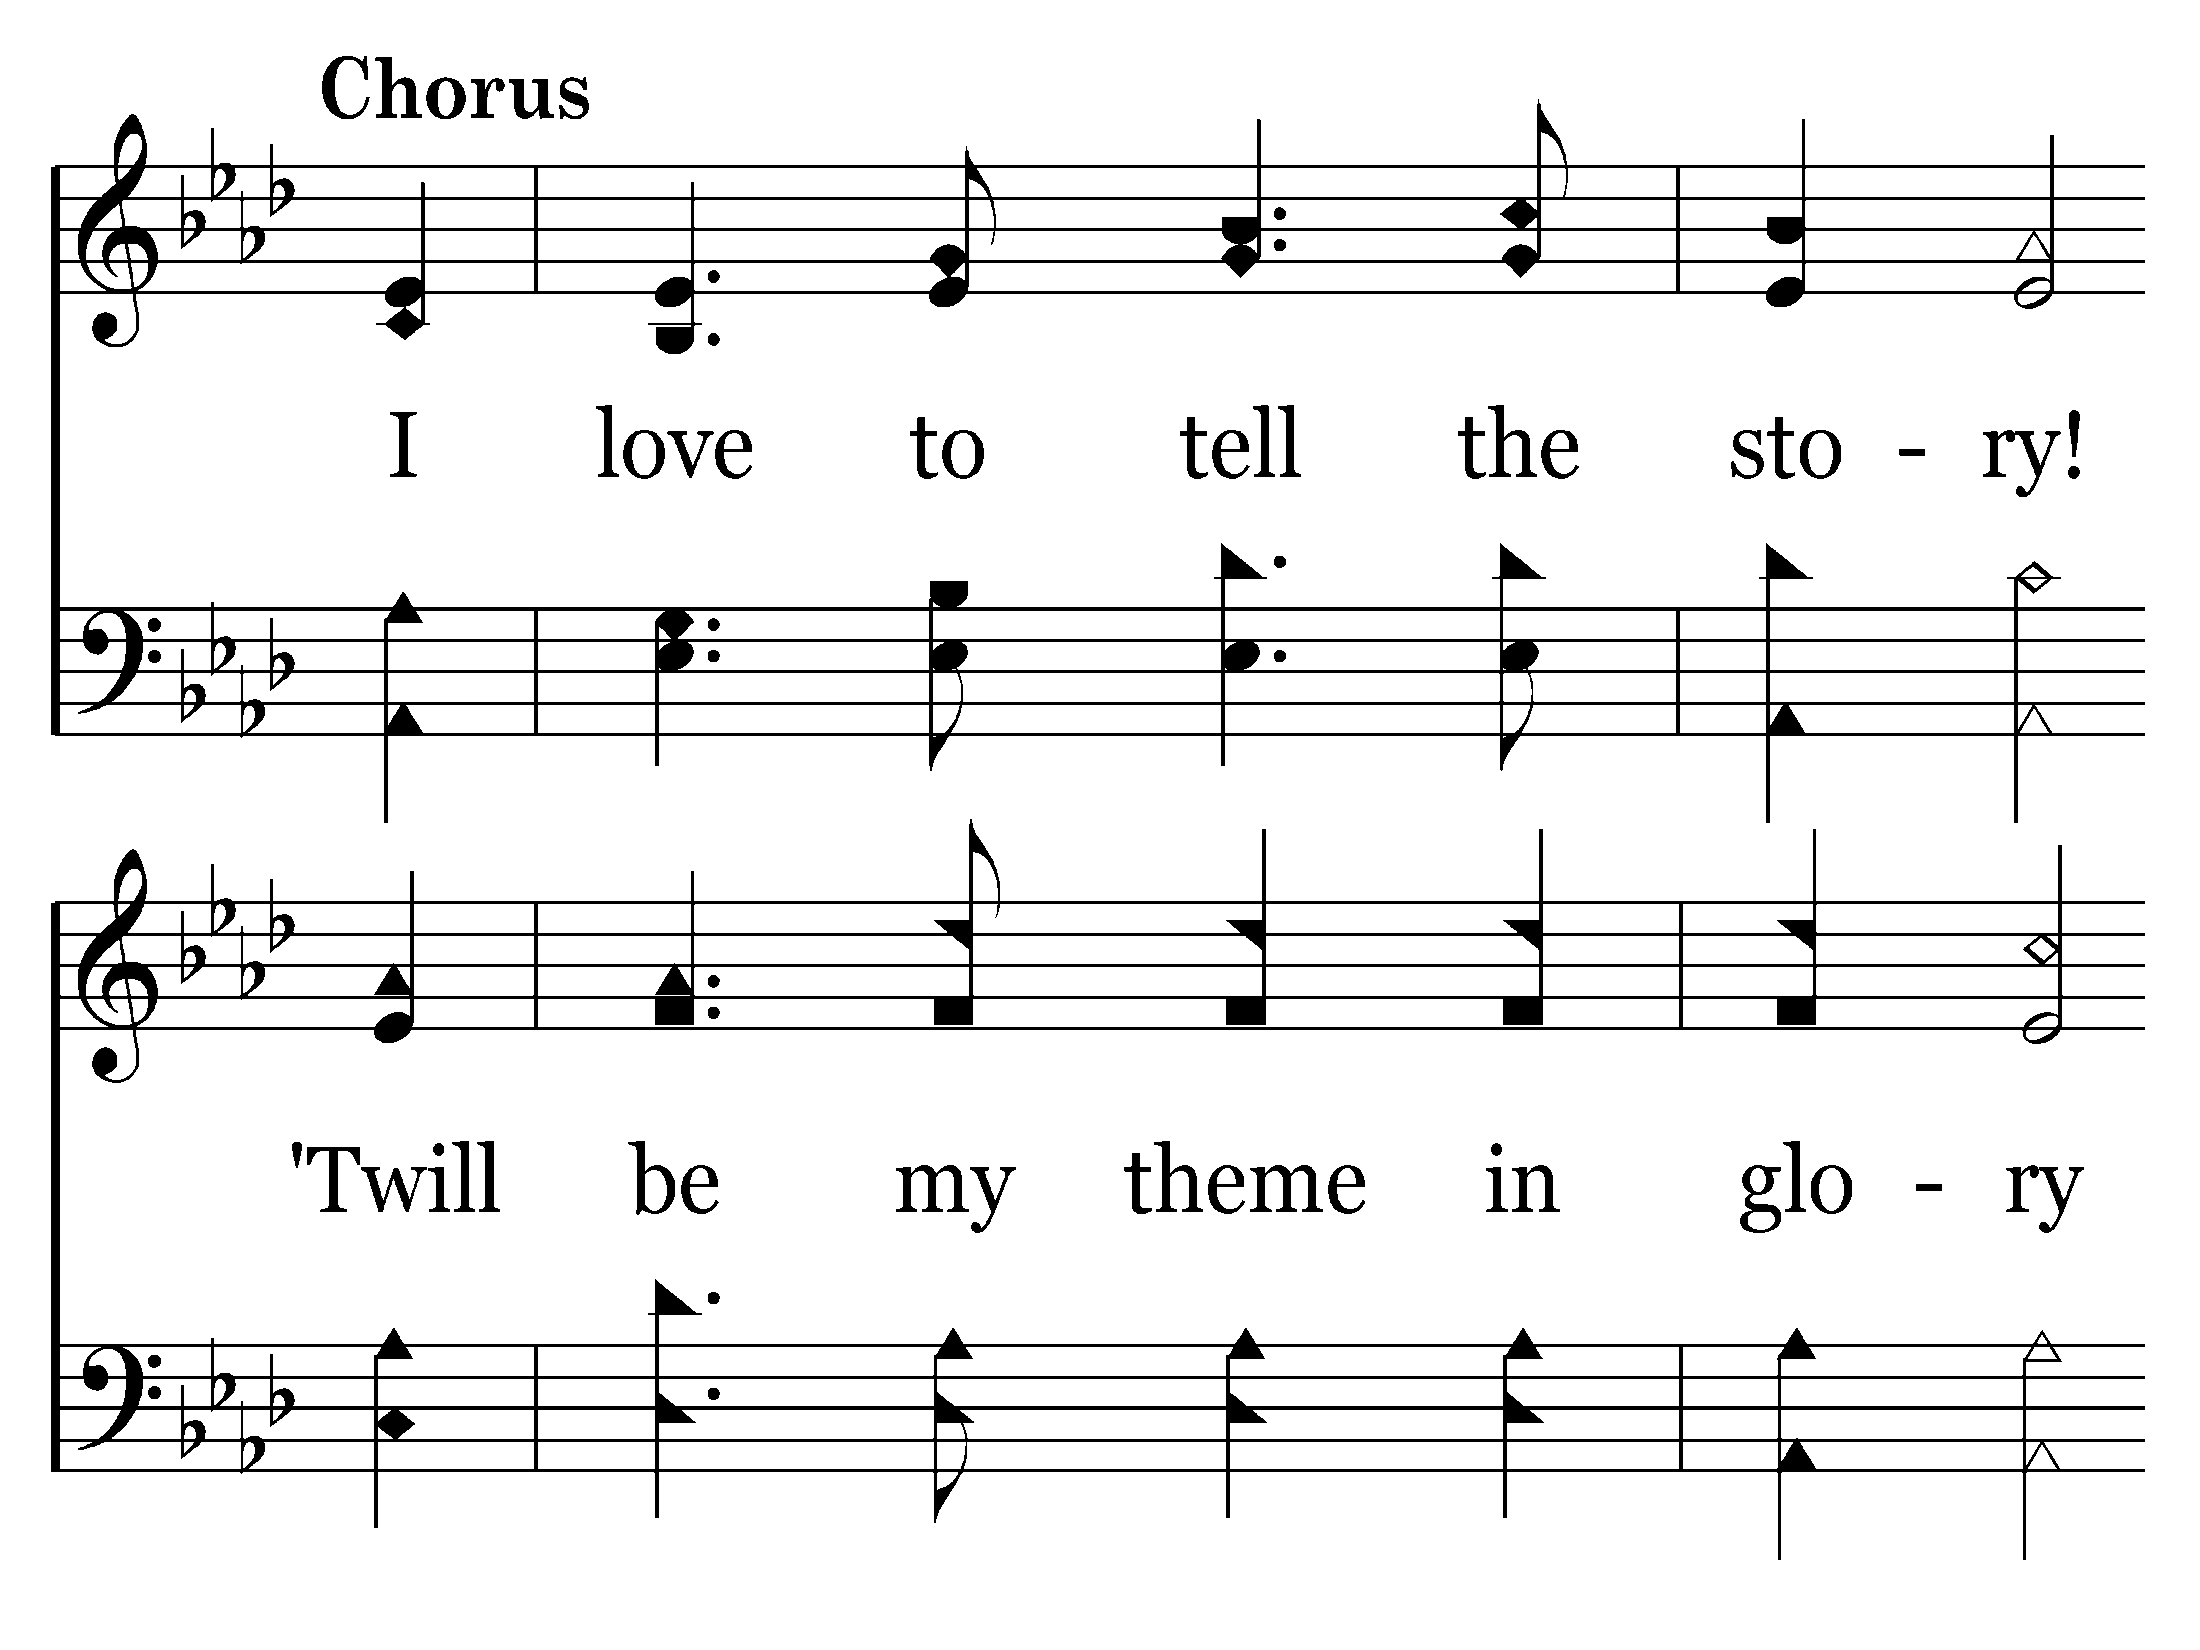 Chorus
I love to tell the sto - ry!
'Twill be my theme in glo - ry